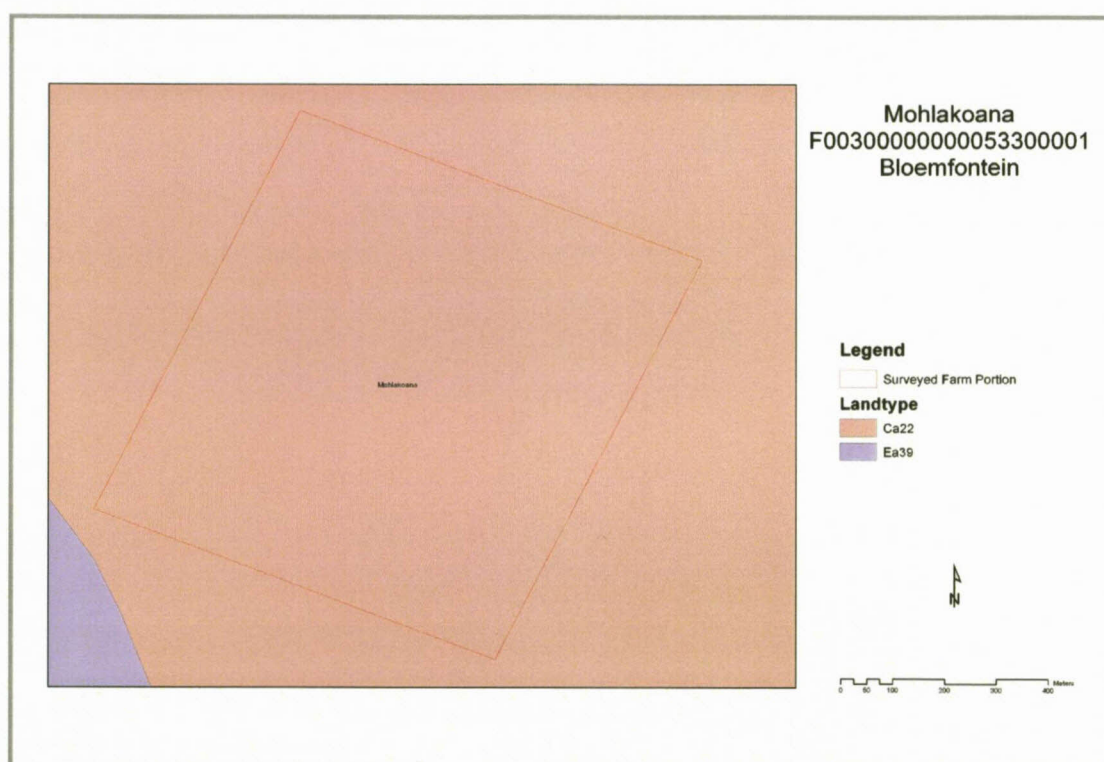 Mohlakoana
F00300000000053300001
Bloemfontein
Mohlakoana
Legend
Surveyed Farm Portion
Landtype
Ca22
Ea39
N
0 50 100 200 300 400 Meters